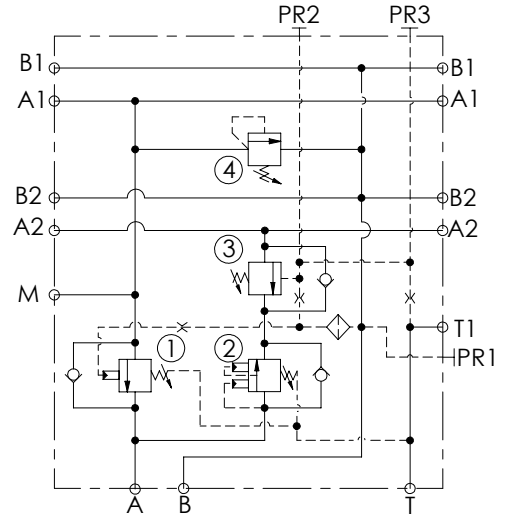 PR2 PR3
B1 B1
A1 A1
4
B2 B2
A2 A2
3
M
T1
1 2 PR1
A B T